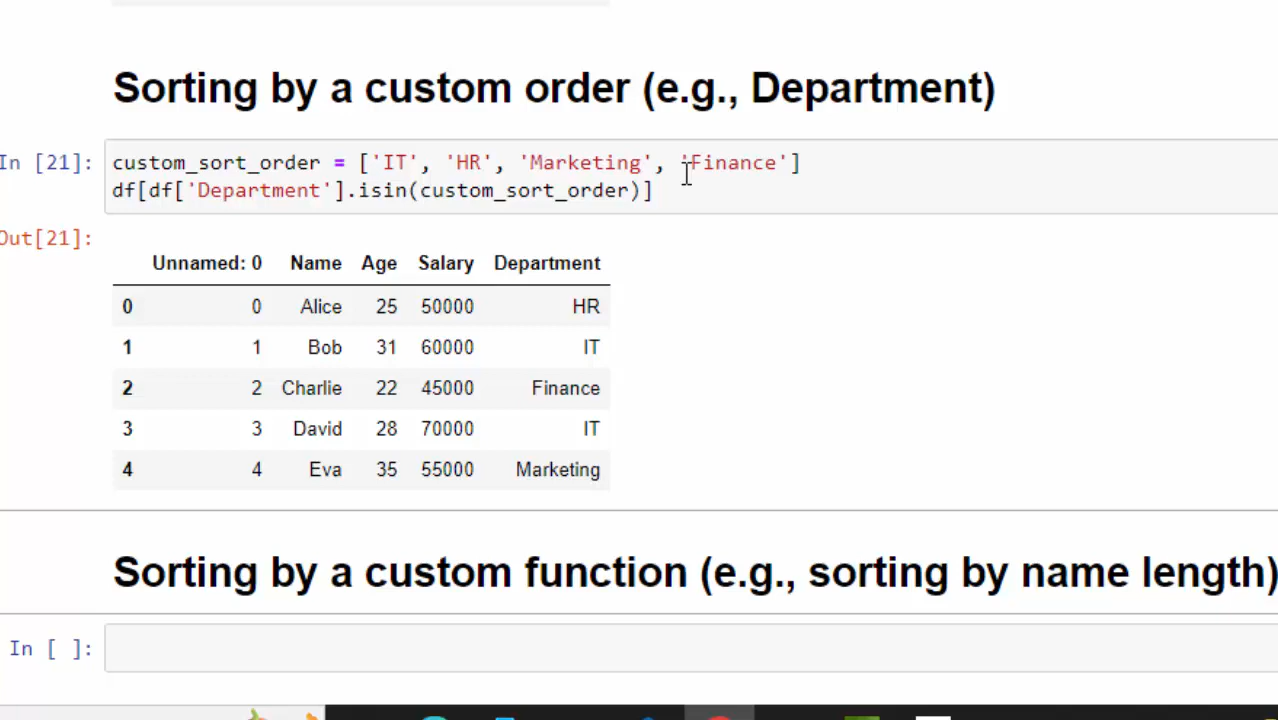 Sorting by a custom order (e.g., Department)
In [21]: custom_sort_order = ['IT', 'HR', 'Marketing', 'Finance']
df[df['Department'].isin(custom_sort_order)]
Out[21]:
Unnamed: 0 Name Age Salary Department
0 0 Alice 25 50000 HR
1 1 Bob 31 60000 IT
2 2 Charlie 22 45000 Finance
3 3 David 28 70000 IT
4 4 Eva 35 55000 Marketing
Sorting by a custom function (e.g., sorting by name length)
In [ ]: